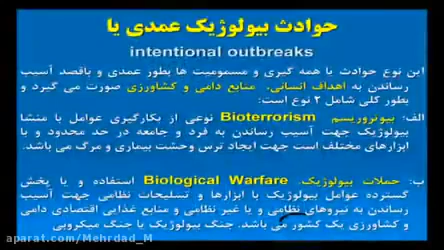 حوادث بیولوژیک عمدی یا
intentional outbreaks
این نوع حوادث یا همه گیری و مسمومیت ها بطور عمدی و باقصد آسیب
رساندن به اهداف انسانی، منابع دامی و کشاورزی صورت می گیرد و
بطور کلی شامل ۲ نوع است:
الف: بیوتروریسم Bioterrorism نوعی از بکارگیری عوامل با منشا
بیولوژیک جهت آسیب رساندن به فرد و جامعه در حد محدود و با
ابزارهای مختلف است جهت ایجاد ترس وحشت بیماری و مرگ می باشد.
ب: حملات بیولوژیک، Biological Warfare استفاده و یا پخش
گسترده عوامل بیولوژیک با ابزارها و تسلیحات نظامی جهت آسیب
رساندن به نیروهای نظامی و یا غیر نظامی و منابع غذایی اقتصادی دامی و
کشاورزی یک کشور می باشد. جنگ بیولوژیک یا جنگ میکروبی
aparat.com/Mehrdad_M